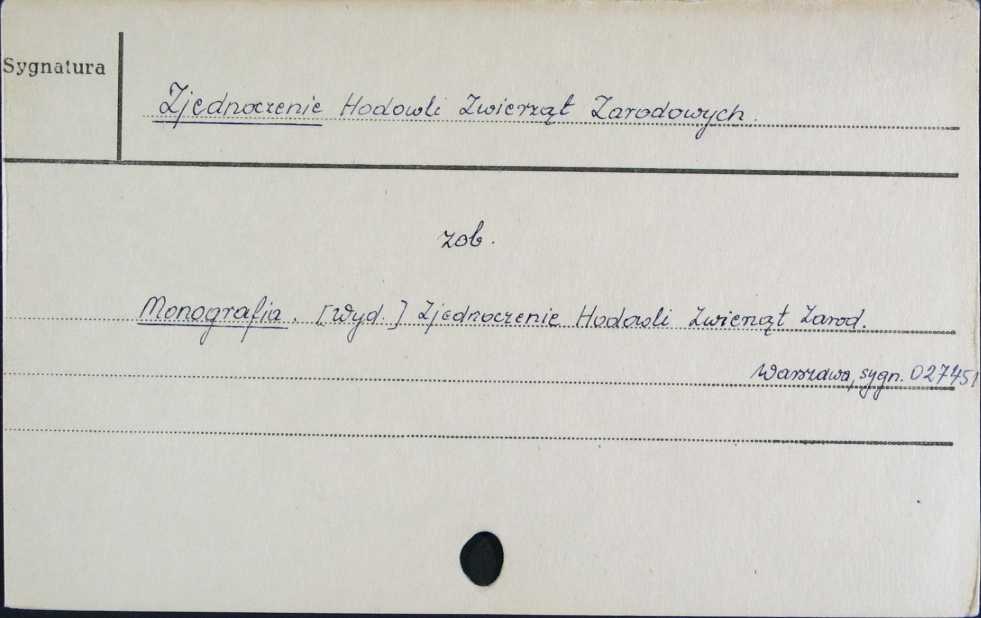 Sygnatura
Zjednoczenie Hodowli Zwierząt Zarodowych.
zob.
Monografia. [Wyd.] Zjednoczenie Hodowli Zwierząt Zarod.
Warszawa, sygn. 027451